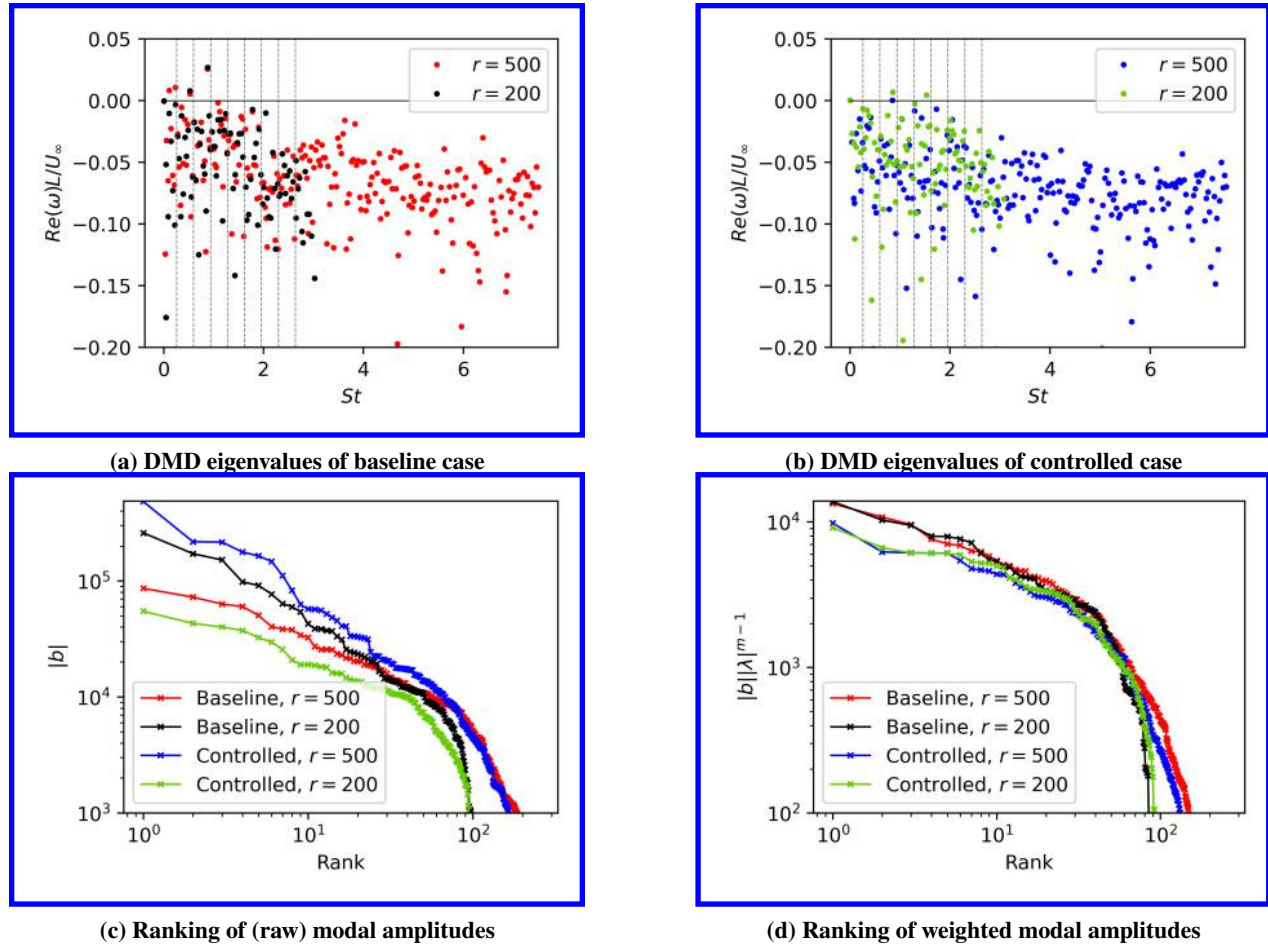 0.05
0.00
−0.05
−0.10
−0.15
−0.20
Re(ω)L/U∞
r = 500
r = 200
0 2 4 6
St
(a) DMD eigenvalues of baseline case
0.05
0.00
−0.05
−0.10
−0.15
−0.20
Re(ω)L/U∞
r = 500
r = 200
0 2 4 6
St
(b) DMD eigenvalues of controlled case
10⁵
10⁴
10³
|b|
Baseline, r = 500
Baseline, r = 200
Controlled, r = 500
Controlled, r = 200
10⁰ 10¹ 10²
Rank
(c) Ranking of (raw) modal amplitudes
10⁴
10³
10²
|b||λ|ᵐ⁻¹
Baseline, r = 500
Baseline, r = 200
Controlled, r = 500
Controlled, r = 200
10⁰ 10¹ 10²
Rank
(d) Ranking of weighted modal amplitudes